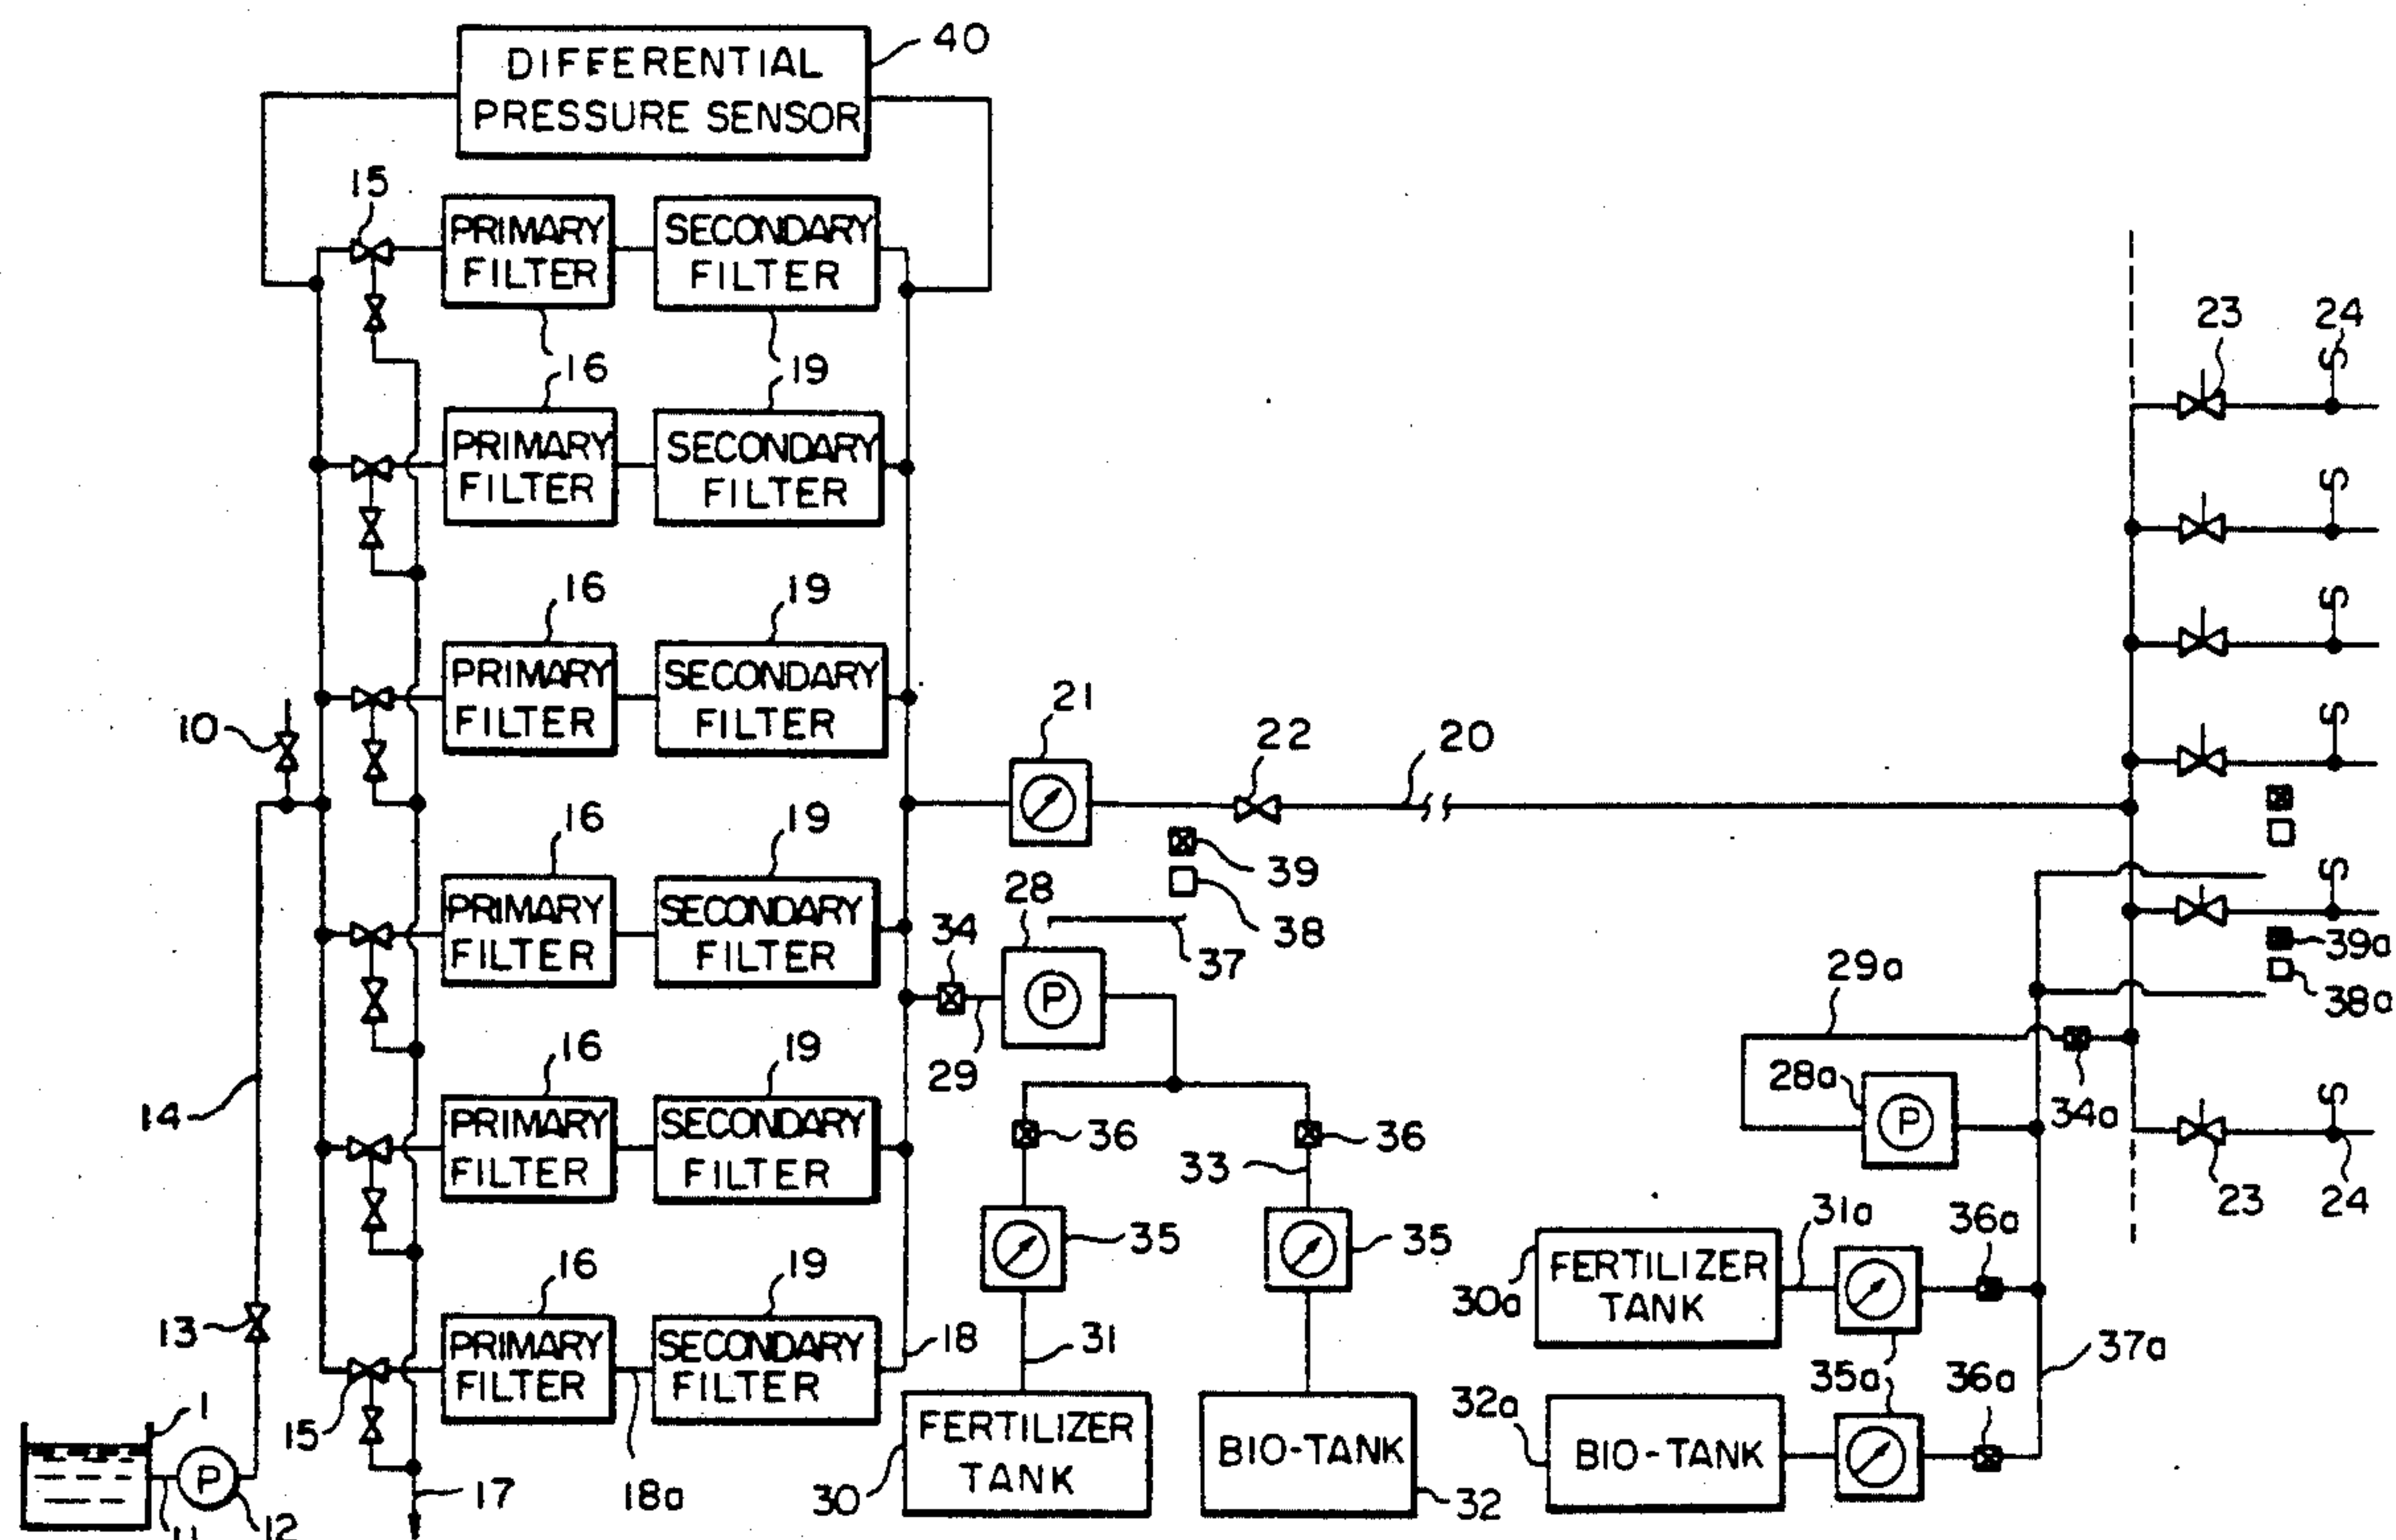 40
DIFFERENTIAL
PRESSURE SENSOR
15
PRIMARY
FILTER
SECONDARY
FILTER
16
19
PRIMARY
FILTER
SECONDARY
FILTER
23
24
S
S
16
19
PRIMARY
FILTER
SECONDARY
FILTER
S
10
21
22
20
S
16
19
39
38
37
PRIMARY
FILTER
SECONDARY
FILTER
34
28
P
29
S
39a
38a
29a
14
16
19
PRIMARY
FILTER
SECONDARY
FILTER
28a
P
34a
S
36
36
33
23
24
16
19
35
35
31a
36a
30a
FERTILIZER
TANK
13
PRIMARY
FILTER
SECONDARY
FILTER
18
31
35a
36a
37a
15
1
P
11
12
17
18a
30
FERTILIZER
TANK
BIO-TANK
32
32a
BIO-TANK